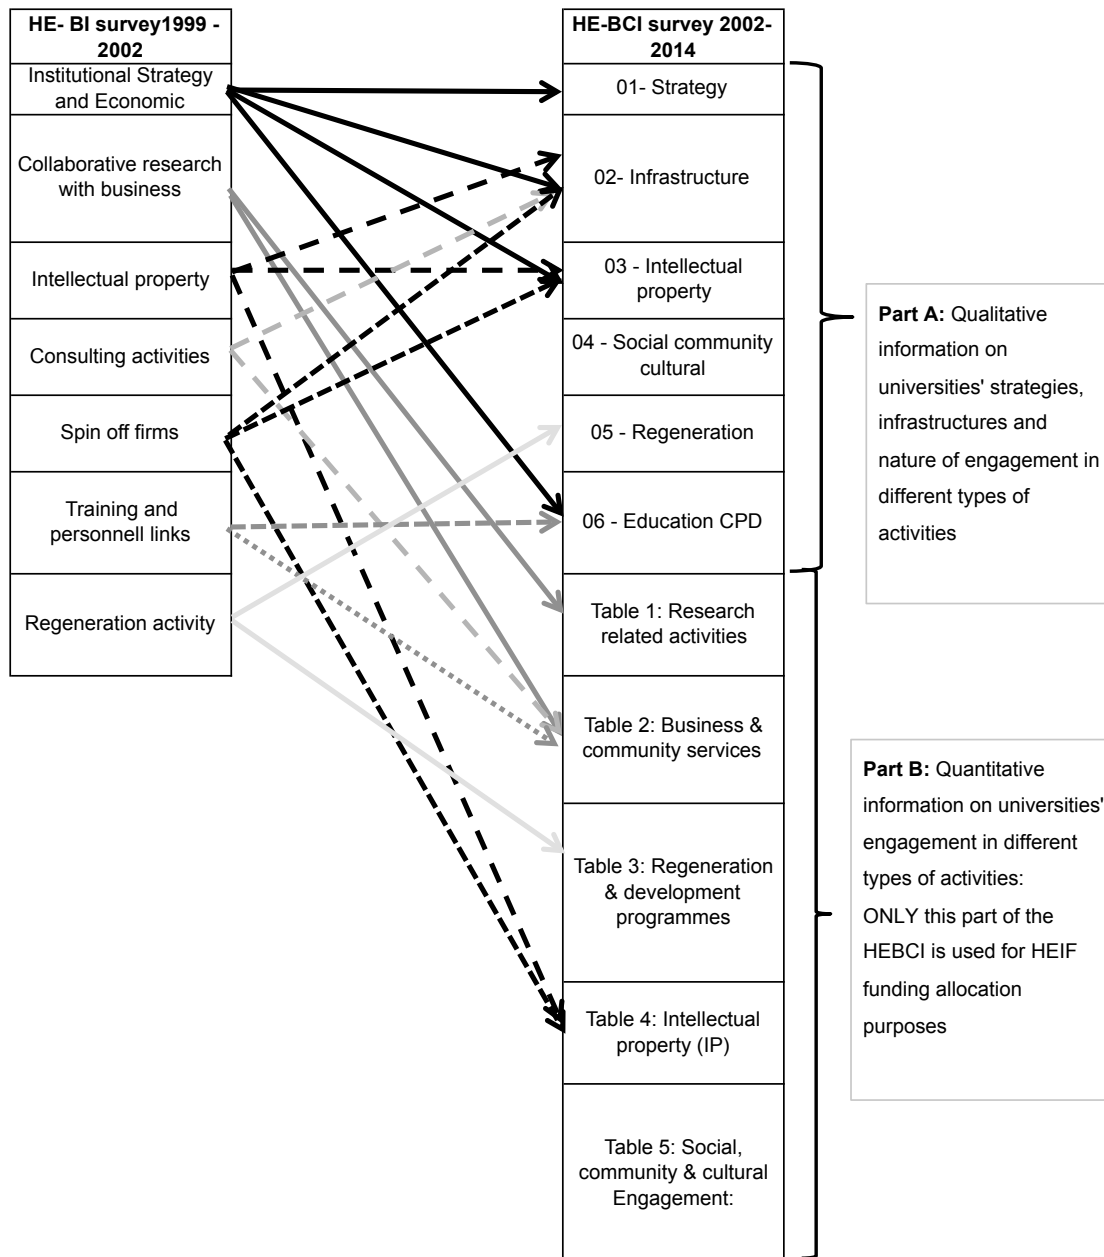 HE- BI survey1999 -
2002
Institutional Strategy
and Economic
Collaborative research
with business
Intellectual property
Consulting activities
Spin off firms
Training and
personnell links
Regeneration activity
HE-BCI survey 2002-
2014
01- Strategy
02- Infrastructure
03 - Intellectual
property
04 - Social community
cultural
05 - Regeneration
06 - Education CPD
Table 1: Research
related activities
Table 2: Business &
community services
Table 3: Regeneration
& development
programmes
Table 4: Intellectual
property (IP)
Table 5: Social,
community & cultural
Engagement:
Part A: Qualitative
information on
universities' strategies,
infrastructures and
nature of engagement in
different types of
activities
Part B: Quantitative
information on universities'
engagement in different
types of activities:
ONLY this part of the
HEBCI is used for HEIF
funding allocation
purposes